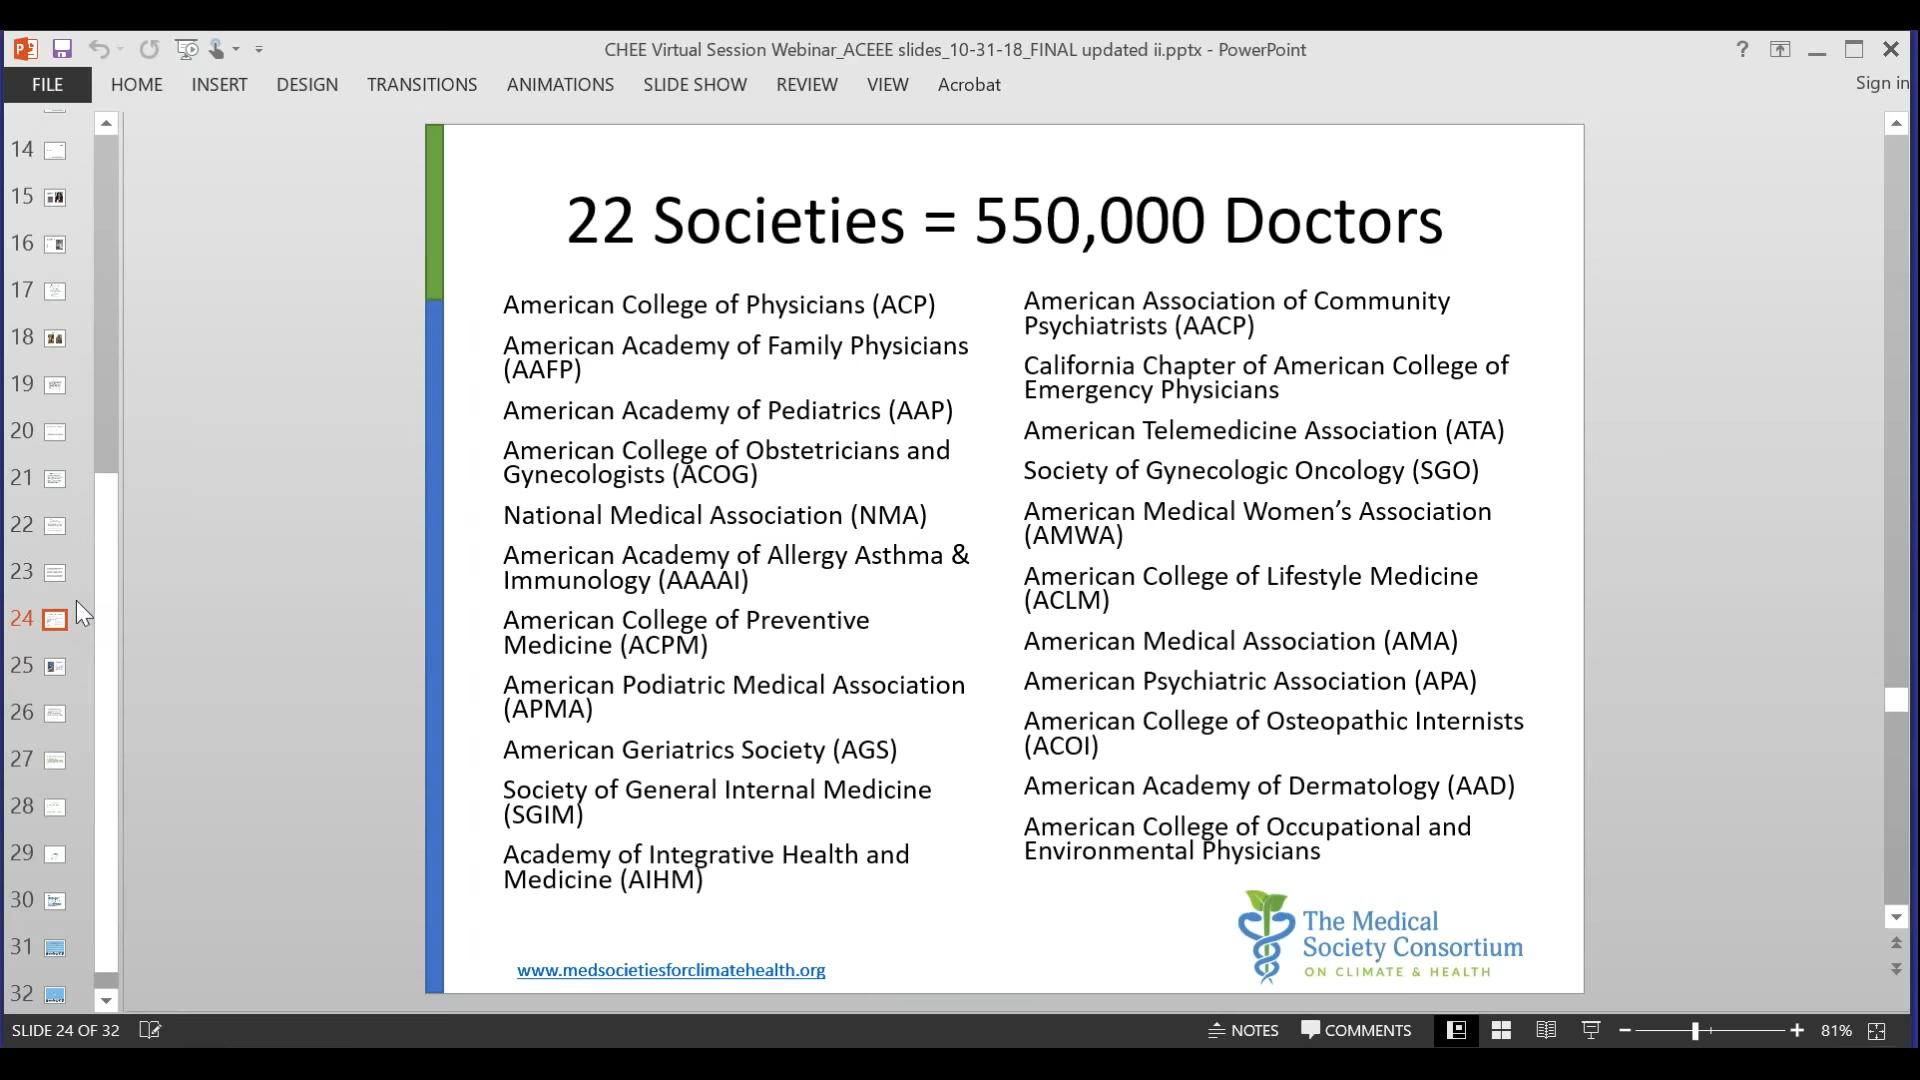 CHEE Virtual Session Webinar_ACEEE slides_10-31-18_FINAL updated ii.pptx - PowerPoint
FILE HOME INSERT DESIGN TRANSITIONS ANIMATIONS SLIDE SHOW REVIEW VIEW Acrobat Sign in
14
15
16
17
18
19
20
21
22
23
24
25
26
27
28
29
30
31
32
22 Societies = 550,000 Doctors
American College of Physicians (ACP)
American Academy of Family Physicians
(AAFP)
American Academy of Pediatrics (AAP)
American College of Obstetricians and
Gynecologists (ACOG)
National Medical Association (NMA)
American Academy of Allergy Asthma &
Immunology (AAAAI)
American College of Preventive
Medicine (ACPM)
American Podiatric Medical Association
(APMA)
American Geriatrics Society (AGS)
Society of General Internal Medicine
(SGIM)
Academy of Integrative Health and
Medicine (AIHM)
American Association of Community
Psychiatrists (AACP)
California Chapter of American College of
Emergency Physicians
American Telemedicine Association (ATA)
Society of Gynecologic Oncology (SGO)
American Medical Women’s Association
(AMWA)
American College of Lifestyle Medicine
(ACLM)
American Medical Association (AMA)
American Psychiatric Association (APA)
American College of Osteopathic Internists
(ACOI)
American Academy of Dermatology (AAD)
American College of Occupational and
Environmental Physicians
www.medsocietiesforclimatehealth.org
The Medical
Society Consortium
ON CLIMATE & HEALTH
SLIDE 24 OF 32 NOTES COMMENTS 81%